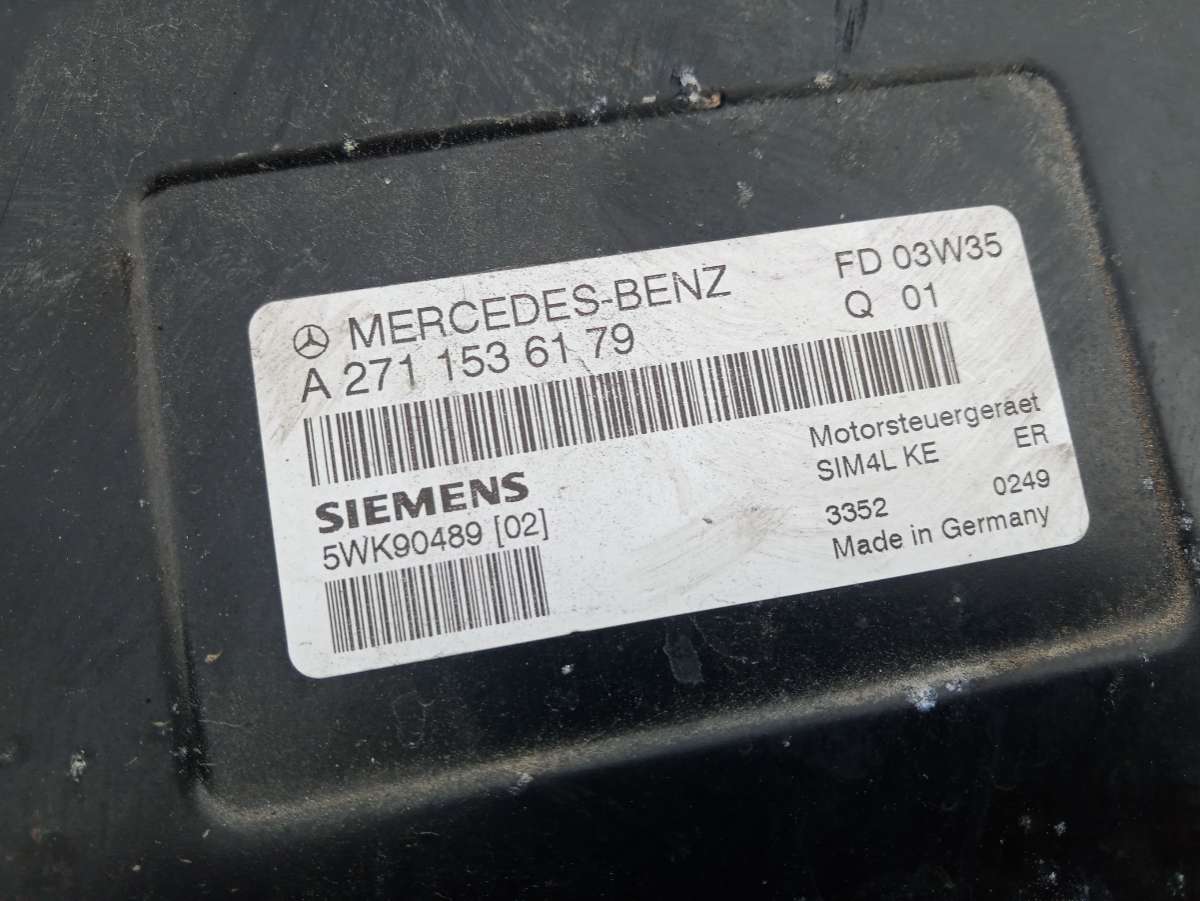 MERCEDES-BENZ FD 03W35
A 271 153 61 79 Q 01
SIEMENS Motorsteuergeraet
5WK90489 [02] SIM4L KE ER
3352 0249
Made in Germany